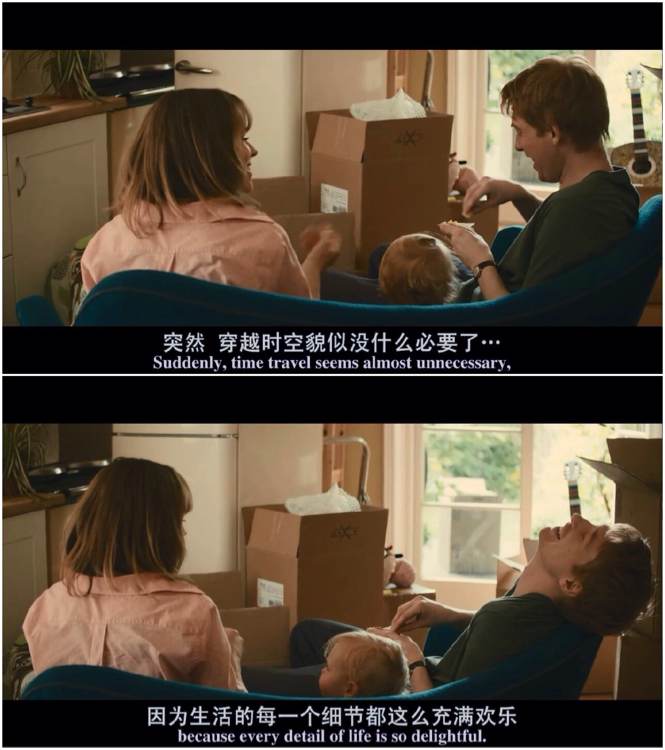 突然 穿越时空貌似没什么必要了…
Suddenly, time travel seems almost unnecessary,
因为生活的每一个细节都这么充满欢乐
because every detail of life is so delightful.